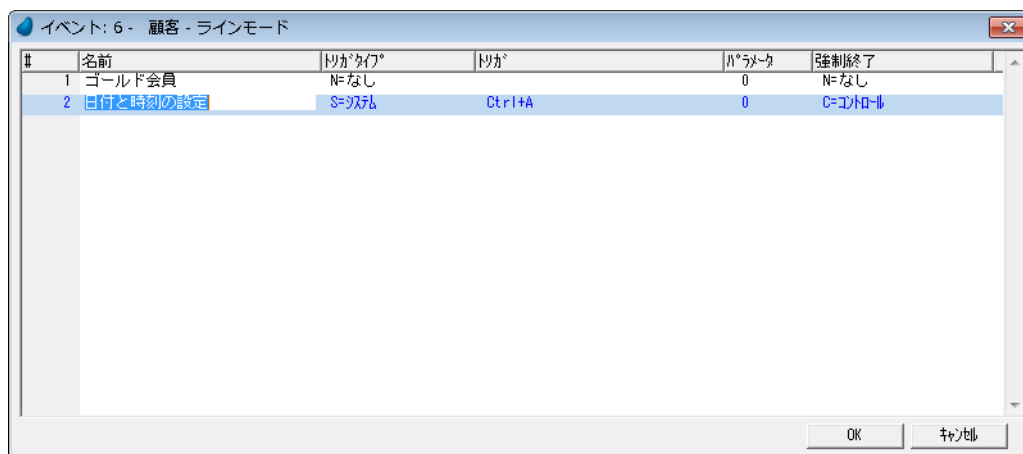 イベント: 6 - 顧客 - ラインモード
# 名前 ﾄﾘｶﾞﾀｲﾌﾟ ﾄﾘｶﾞ ﾊﾟﾗﾒｰﾀ 強制終了
1 ゴールド会員 N=なし 0 N=なし
2 日付と時刻の設定 S=ｼｽﾃﾑ Ctrl+A 0 C=ｺﾝﾄﾛｰﾙ
OK ｷｬﾝｾﾙ